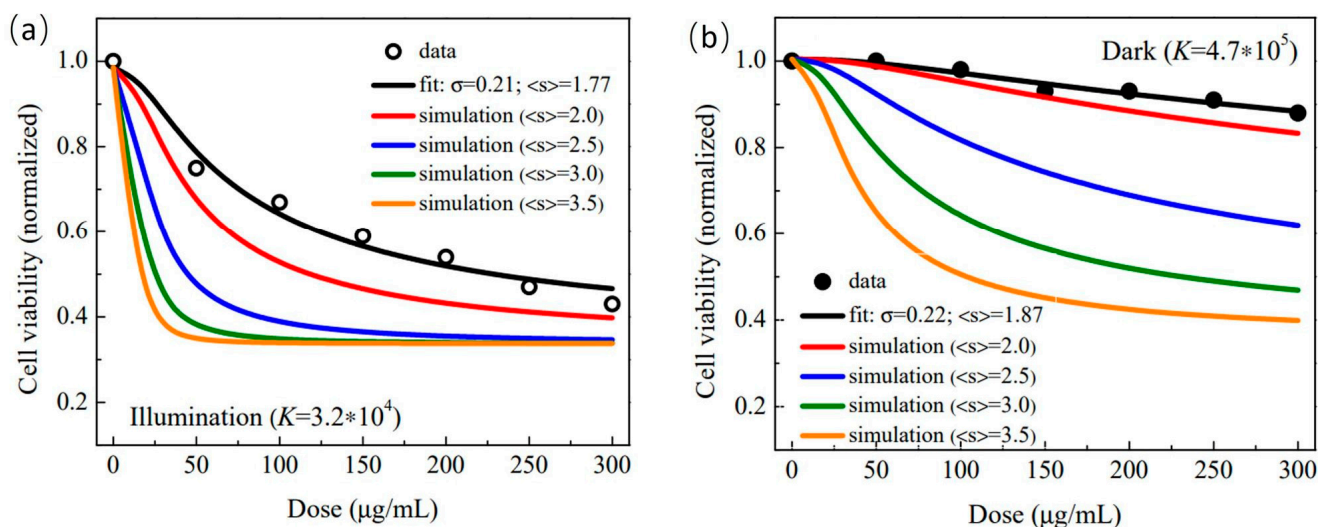 (a)
Cell viability (normalized)
1.0
0.8
0.6
0.4
0.2
data
fit: σ=0.21; <s>=1.77
simulation (<s>=2.0)
simulation (<s>=2.5)
simulation (<s>=3.0)
simulation (<s>=3.5)
Illumination (K=3.2*10⁴)
0 50 100 150 200 250 300
Dose (μg/mL)
(b)
Cell viability (normalized)
1.0
0.8
0.6
0.4
0.2
Dark (K=4.7*10⁵)
data
fit: σ=0.22; <s>=1.87
simulation (<s>=2.0)
simulation (<s>=2.5)
simulation (<s>=3.0)
simulation (<s>=3.5)
0 50 100 150 200 250 300
Dose (μg/mL)